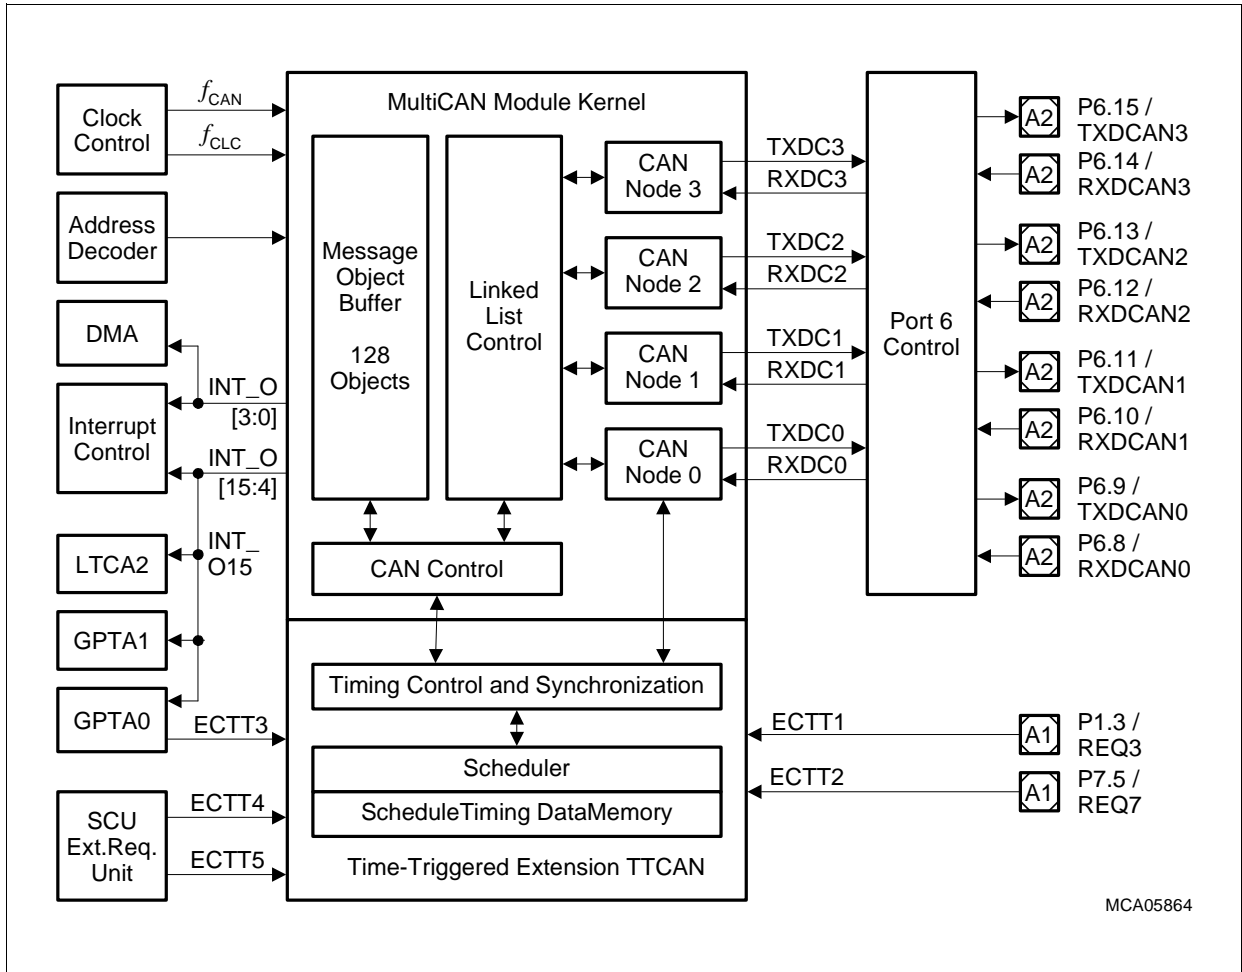 MultiCAN Module Kernel
Clock
Control
fCAN
fCLC
Address
Decoder
DMA
INT_O
[3:0]
Interrupt
Control
INT_O
[15:4]
LTCA2
INT_
O15
GPTA1
GPTA0
ECTT3
SCU
Ext.Req.
Unit
ECTT4
ECTT5
Message
Object
Buffer
128
Objects
Linked
List
Control
CAN
Node 3
CAN
Node 2
CAN
Node 1
CAN
Node 0
CAN Control
Timing Control and Synchronization
Scheduler
ScheduleTiming DataMemory
Time-Triggered Extension TTCAN
TXDC3
RXDC3
TXDC2
RXDC2
TXDC1
RXDC1
TXDC0
RXDC0
Port 6
Control
A2
P6.15 /
TXDCAN3
A2
P6.14 /
RXDCAN3
A2
P6.13 /
TXDCAN2
A2
P6.12 /
RXDCAN2
A2
P6.11 /
TXDCAN1
A2
P6.10 /
RXDCAN1
A2
P6.9 /
TXDCAN0
A2
P6.8 /
RXDCAN0
ECTT1
A1
P1.3 /
REQ3
ECTT2
A1
P7.5 /
REQ7
MCA05864